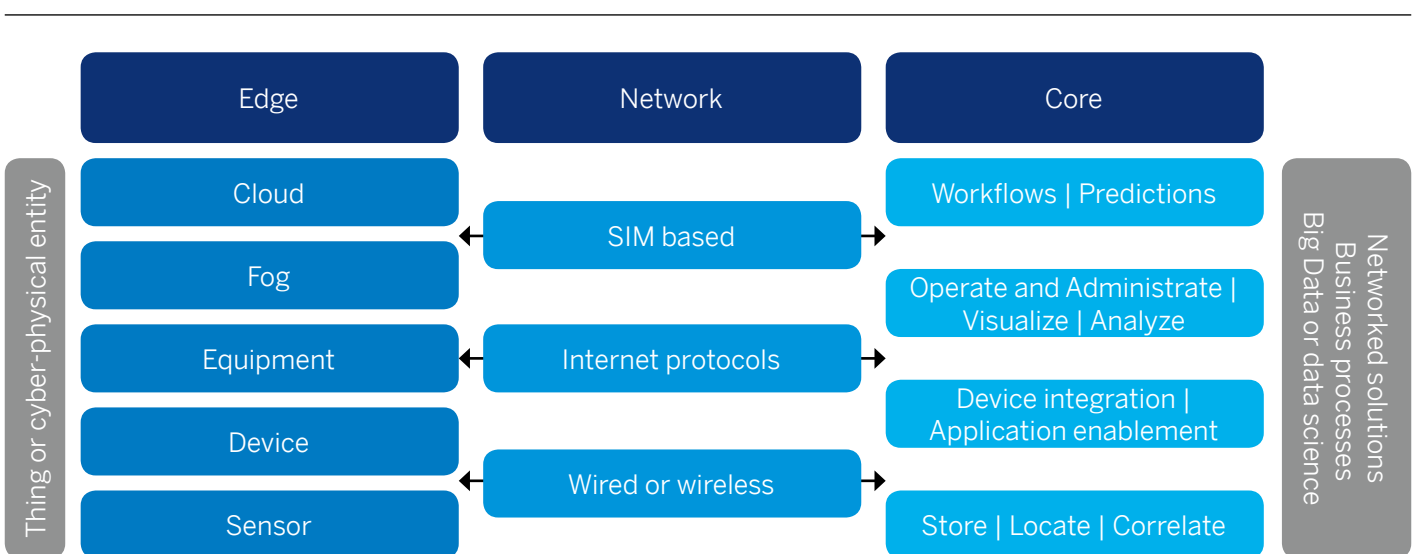 Edge
Network
Core
Thing or cyber-physical entity
Cloud
Fog
Equipment
Device
Sensor
SIM based
Internet protocols
Wired or wireless
Workflows | Predictions
Operate and Administrate |
Visualize | Analyze
Device integration |
Application enablement
Store | Locate | Correlate
Networked solutions
Business processes
Big Data or data science